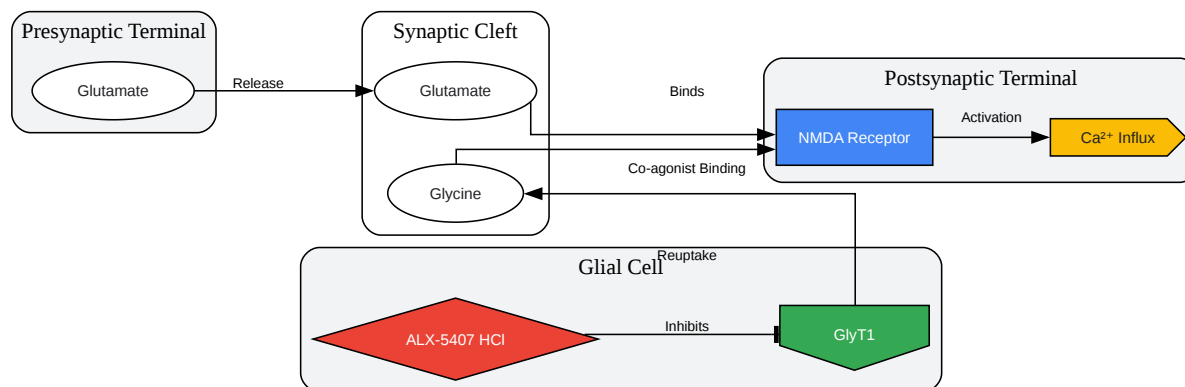 Presynaptic Terminal
Glutamate
Release
Synaptic Cleft
Glutamate
Glycine
Binds
Co-agonist Binding
Postsynaptic Terminal
NMDA Receptor
Activation
Ca²⁺ Influx
Reuptake
Glial Cell
ALX-5407 HCl
Inhibits
GlyT1